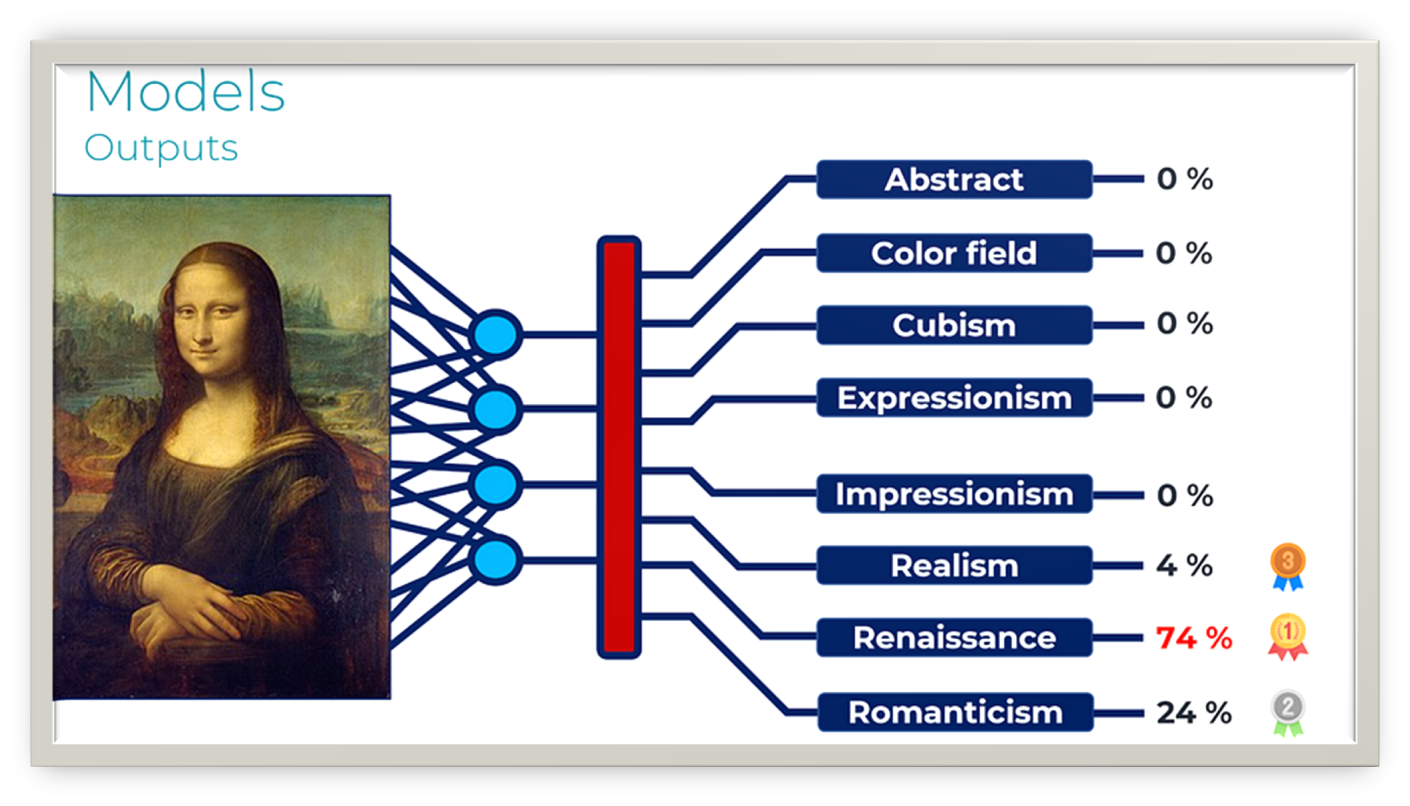 Models
Outputs
Abstract 0 %
Color field 0 %
Cubism 0 %
Expressionism 0 %
Impressionism 0 %
Realism 4 % 3
Renaissance 74 % 1
Romanticism 24 % 2